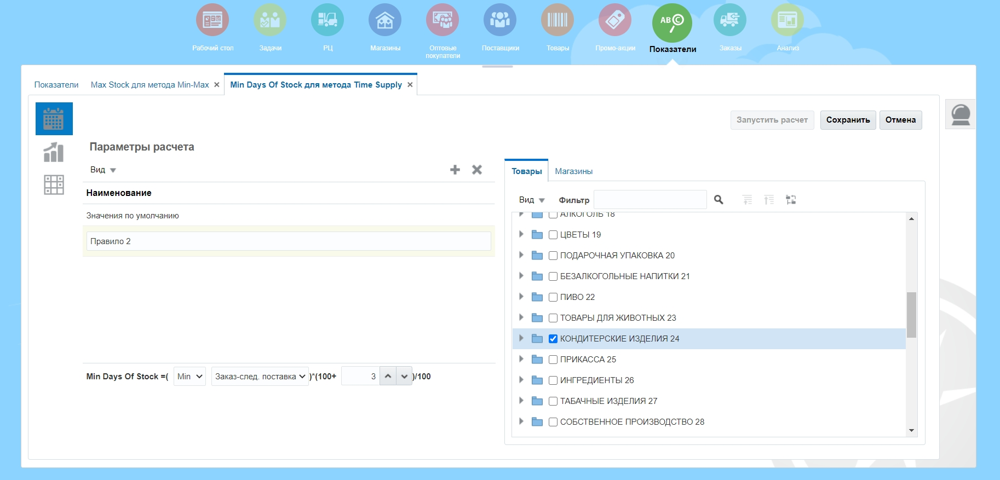 ABC
Рабочий стол
Задачи
РЦ
Магазины
Оптовые
покупатели
Поставщики
Товары
Промо-акции
Показатели
Заказы
Анализ
Показатели
Max Stock для метода Min-Max
Min Days Of Stock для метода Time Supply
Запустить расчет
Сохранить
Отмена
Параметры расчета
Вид
Наименование
Значения по умолчанию
Правило 2
Min Days Of Stock =( Min Заказ-след. поставка )*(100+ 3 )/100
Товары
Магазины
Вид
Фильтр
АЛКОГОЛЬ 18
ЦВЕТЫ 19
ПОДАРОЧНАЯ УПАКОВКА 20
БЕЗАЛКОГОЛЬНЫЕ НАПИТКИ 21
ПИВО 22
ТОВАРЫ ДЛЯ ЖИВОТНЫХ 23
КОНДИТЕРСКИЕ ИЗДЕЛИЯ 24
ПРИКАССА 25
ИНГРЕДИЕНТЫ 26
ТАБАЧНЫЕ ИЗДЕЛИЯ 27
СОБСТВЕННОЕ ПРОИЗВОДСТВО 28